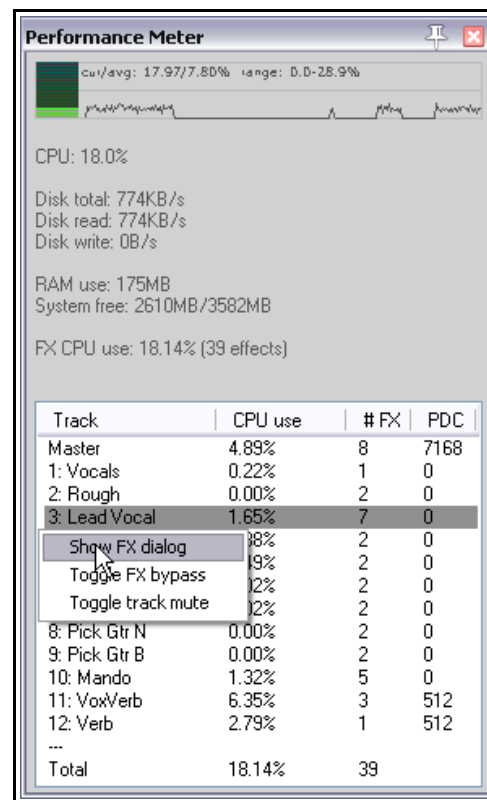 Performance Meter
cur/avg: 17.97/7.80% range: 0.0-28.9%
CPU: 18.0%
Disk total: 774KB/s
Disk read: 774KB/s
Disk write: 0B/s
RAM use: 175MB
System free: 2610MB/3582MB
FX CPU use: 18.14% (39 effects)
Track CPU use # FX PDC
Master 4.89% 8 7168
1: Vocals 0.22% 1 0
2: Rough 0.00% 2 0
3: Lead Vocal 1.65% 7 0
Show FX dialog 2 0
Toggle FX bypass 2 0
2 0
Toggle track mute 2 0
8: Pick Gtr N 0.00% 2 0
9: Pick Gtr B 0.00% 2 0
10: Mando 1.32% 5 0
11: VoxVerb 6.35% 3 512
12: Verb 2.79% 1 512
---
Total 18.14% 39